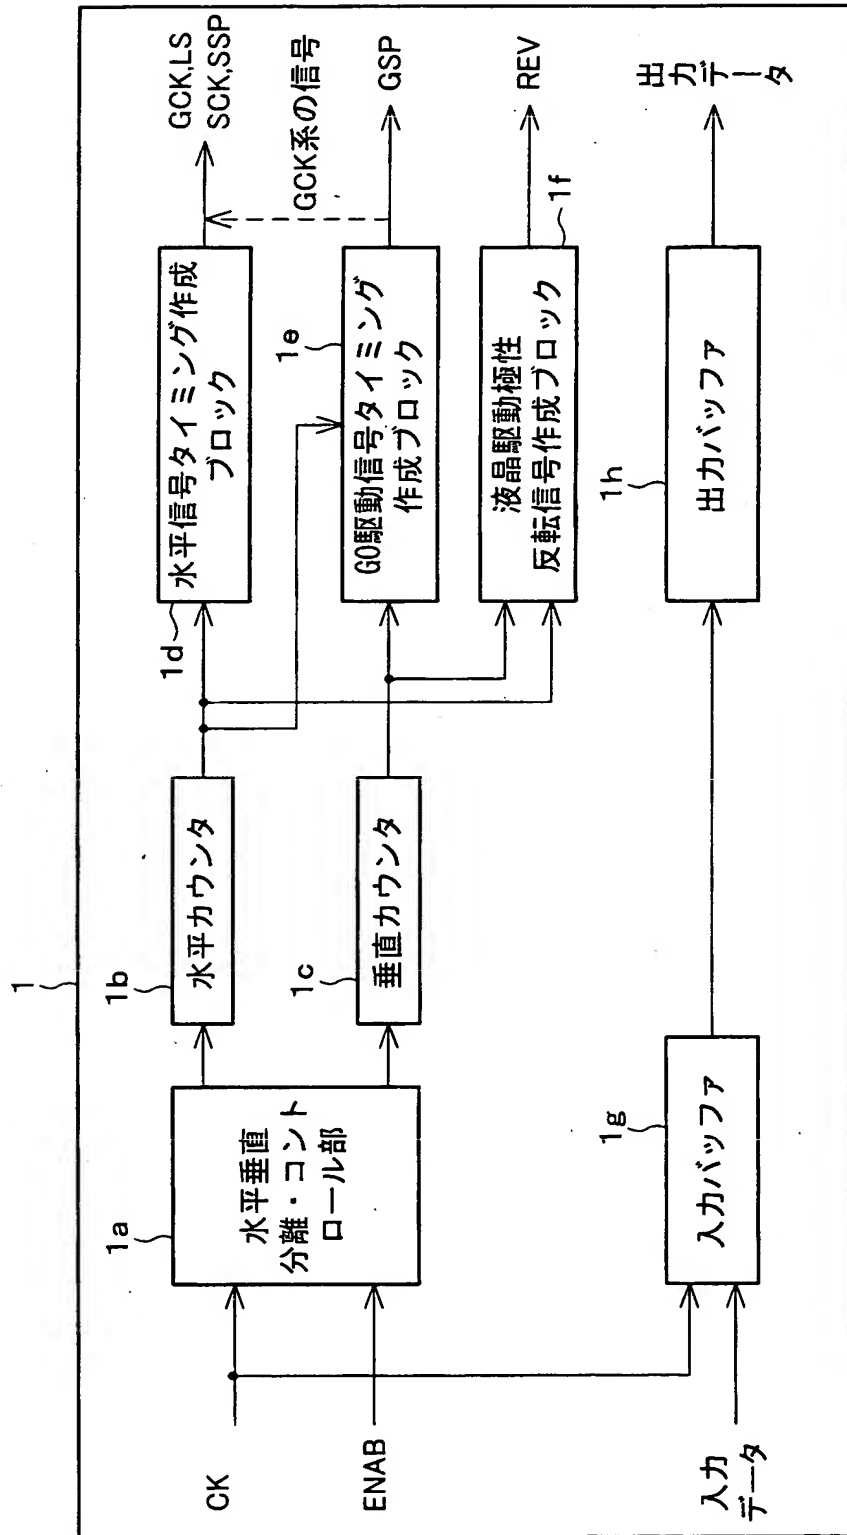 1
CK
ENAB
1a
水平垂直
分離・コント
ロール部
1b
水平カウンタ
1c
垂直カウンタ
1d
水平信号タイミング作成
ブロック
GCK,LS
SCK,SSP
GCK系の信号
1e
GO駆動信号タイミング
作成ブロック
GSP
液晶駆動極性
反転信号作成ブロック
1f
REV
入力
データ
1g
入力バッファ
1h
出力バッファ
出力
データ